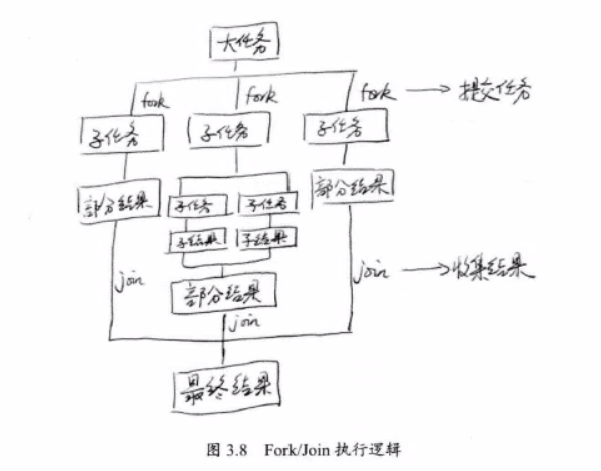 大任务
fork fork fork 提交任务
子任务 子任务 子任务
部分结果 部分结果
子任务 子任务
子结果 子结果
join 部分结果 join 收集结果
join
最终结果
图 3.8 Fork/Join 执行逻辑